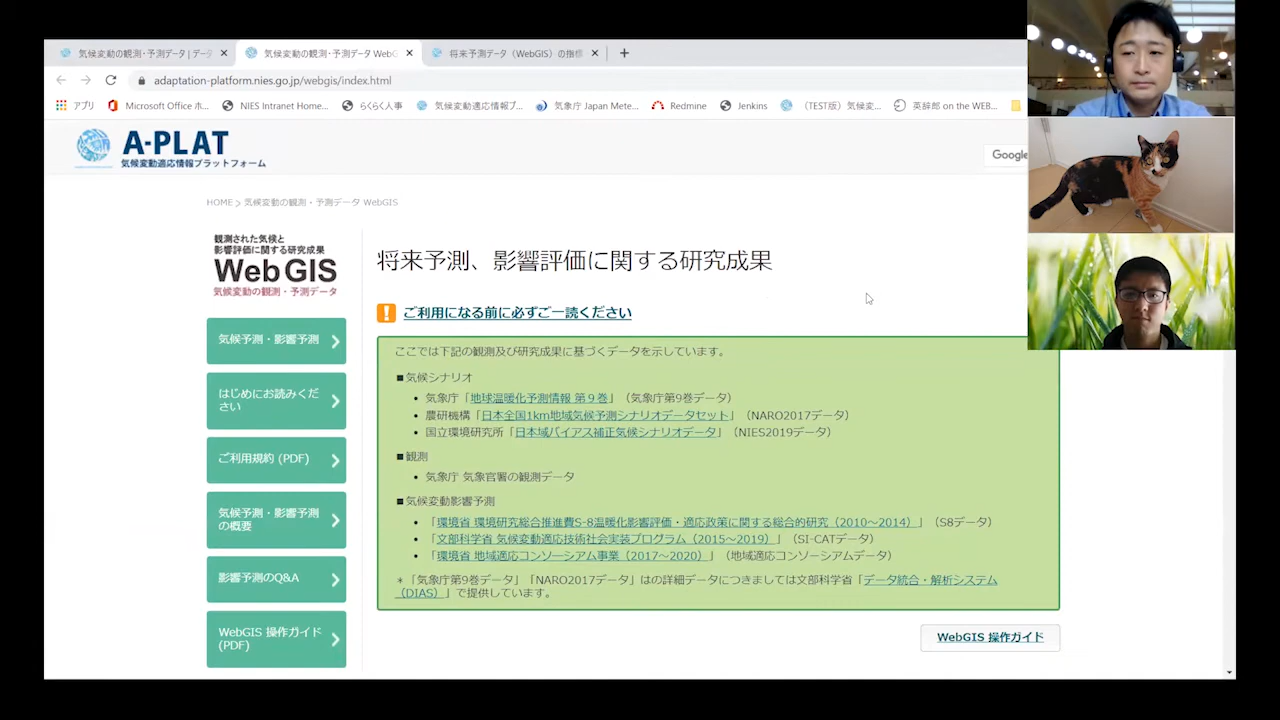 気候変動の観測・予測データ | デー
気候変動の観測・予測データ WebG
将来予測データ（WebGIS）の指標
adaptation-platform.nies.go.jp/webgis/index.html
アプリ
Microsoft Office ホ...
NIES Intranet Home...
らくらく人事
気候変動適応情報プ...
気象庁 Japan Mete...
Redmine
Jenkins
（TEST版）気候変...
英辞郎 on the WEB...
A-PLAT
気候変動適応情報プラットフォーム
Google
HOME > 気候変動の観測・予測データ WebGIS
観測された気候と
影響評価に関する研究成果
Web GIS
気候変動の観測・予測データ
気候予測・影響予測
はじめにお読みくだ
さい
ご利用規約 (PDF)
気候予測・影響予測
の概要
影響予測のQ&A
WebGIS 操作ガイド
(PDF)
将来予測、影響評価に関する研究成果
ご利用になる前に必ずご一読ください
ここでは下記の観測及び研究成果に基づくデータを示しています。
■気候シナリオ
• 気象庁「地球温暖化予測情報 第９巻」（気象庁第9巻データ）
• 農研機構「日本全国1km地域気候予測シナリオデータセット」（NARO2017データ）
• 国立環境研究所「日本域バイアス補正気候シナリオデータ」（NIES2019データ）
■観測
• 気象庁 気象官署の観測データ
■気候変動影響予測
• 「環境省 環境研究総合推進費S-8温暖化影響評価・適応政策に関する総合的研究（2010～2014）」（S8データ）
• 「文部科学省 気候変動適応技術社会実装プログラム（2015～2019）」（SI-CATデータ）
• 「環境省 地域適応コンソーシアム事業（2017～2020）」（地域適応コンソーシアムデータ）
＊「気象庁第9巻データ」「NARO2017データ」はの詳細データにつきましては文部科学省「データ統合・解析システム
（DIAS）」で提供しています。
WebGIS 操作ガイド